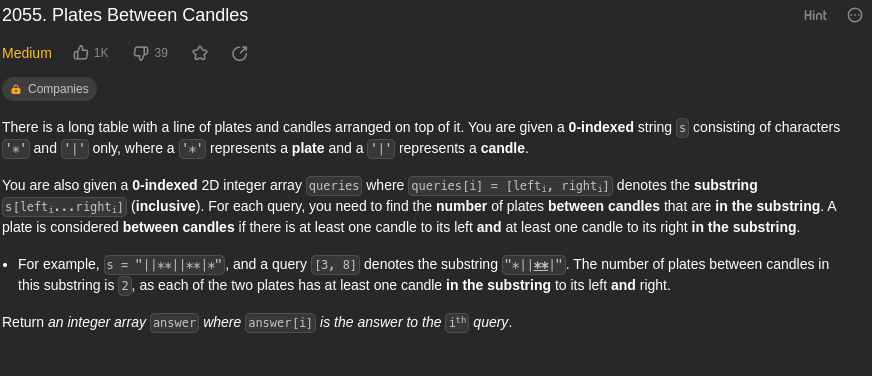 2055. Plates Between Candles
Hint
Medium 1K 39
Companies
There is a long table with a line of plates and candles arranged on top of it. You are given a 0-indexed string s consisting of characters
'*' and '|' only, where a '*' represents a plate and a '|' represents a candle.
You are also given a 0-indexed 2D integer array queries where queries[i] = [leftᵢ, rightᵢ] denotes the substring
s[leftᵢ...rightᵢ] (inclusive). For each query, you need to find the number of plates between candles that are in the substring. A
plate is considered between candles if there is at least one candle to its left and at least one candle to its right in the substring.
• For example, s = "||**||**|*", and a query [3, 8] denotes the substring "*||**|". The number of plates between candles in
this substring is 2, as each of the two plates has at least one candle in the substring to its left and right.
Return an integer array answer where answer[i] is the answer to the iᵗʰ query.